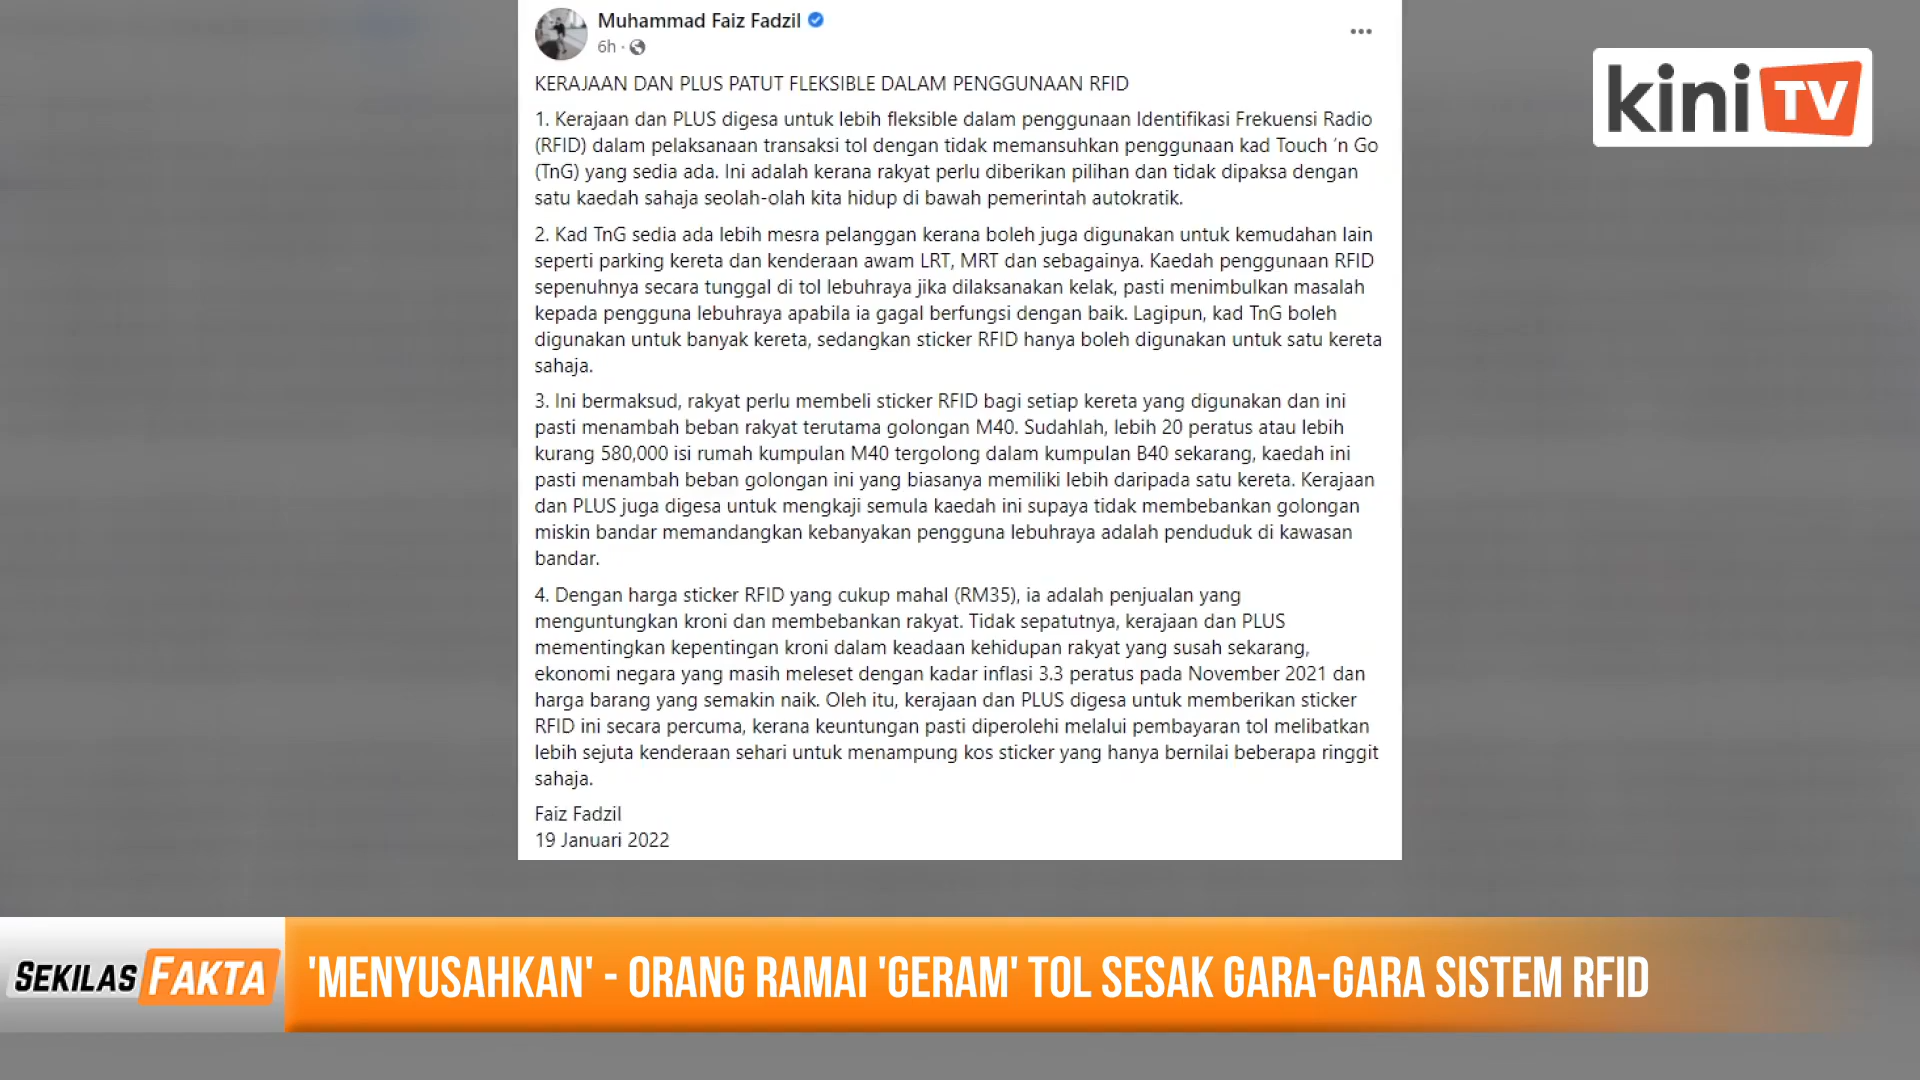 Muhammad Faiz Fadzil
6h ·
KERAJAAN DAN PLUS PATUT FLEKSIBLE DALAM PENGGUNAAN RFID
1. Kerajaan dan PLUS digesa untuk lebih fleksible dalam penggunaan Identifikasi Frekuensi Radio
(RFID) dalam pelaksanaan transaksi tol dengan tidak memansuhkan penggunaan kad Touch ‘n Go
(TnG) yang sedia ada. Ini adalah kerana rakyat perlu diberikan pilihan dan tidak dipaksa dengan
satu kaedah sahaja seolah-olah kita hidup di bawah pemerintah autokratik.
2. Kad TnG sedia ada lebih mesra pelanggan kerana boleh juga digunakan untuk kemudahan lain
seperti parking kereta dan kenderaan awam LRT, MRT dan sebagainya. Kaedah penggunaan RFID
sepenuhnya secara tunggal di tol lebuhraya jika dilaksanakan kelak, pasti menimbulkan masalah
kepada pengguna lebuhraya apabila ia gagal berfungsi dengan baik. Lagipun, kad TnG boleh
digunakan untuk banyak kereta, sedangkan sticker RFID hanya boleh digunakan untuk satu kereta
sahaja.
3. Ini bermaksud, rakyat perlu membeli sticker RFID bagi setiap kereta yang digunakan dan ini
pasti menambah beban rakyat terutama golongan M40. Sudahlah, lebih 20 peratus atau lebih
kurang 580,000 isi rumah kumpulan M40 tergolong dalam kumpulan B40 sekarang, kaedah ini
pasti menambah beban golongan ini yang biasanya memiliki lebih daripada satu kereta. Kerajaan
dan PLUS juga digesa untuk mengkaji semula kaedah ini supaya tidak membebankan golongan
miskin bandar memandangkan kebanyakan pengguna lebuhraya adalah penduduk di kawasan
bandar.
4. Dengan harga sticker RFID yang cukup mahal (RM35), ia adalah penjualan yang
menguntungkan kroni dan membebankan rakyat. Tidak sepatutnya, kerajaan dan PLUS
mementingkan kepentingan kroni dalam keadaan kehidupan rakyat yang susah sekarang,
ekonomi negara yang masih meleset dengan kadar inflasi 3.3 peratus pada November 2021 dan
harga barang yang semakin naik. Oleh itu, kerajaan dan PLUS digesa untuk memberikan sticker
RFID ini secara percuma, kerana keuntungan pasti diperolehi melalui pembayaran tol melibatkan
lebih sejuta kenderaan sehari untuk menampung kos sticker yang hanya bernilai beberapa ringgit
sahaja.
Faiz Fadzil
19 Januari 2022
kini TV
SEKILAS FAKTA
'MENYUSAHKAN' - ORANG RAMAI 'GERAM' TOL SESAK GARA-GARA SISTEM RFID